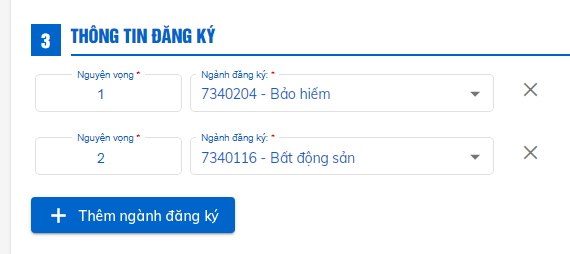 3 THÔNG TIN ĐĂNG KÝ
Nguyện vọng * Ngành đăng ký: *
1 7340204 - Bảo hiểm
Nguyện vọng * Ngành đăng ký: *
2 7340116 - Bất động sản
+ Thêm ngành đăng ký